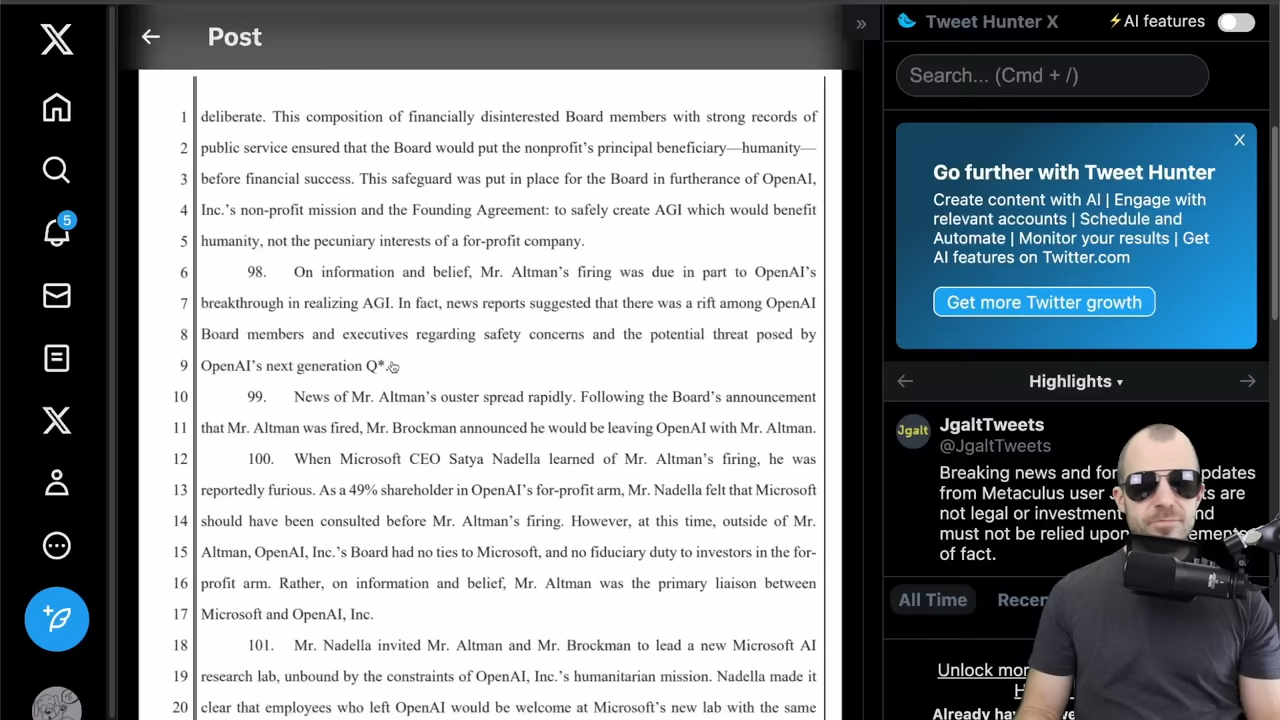 Post
1 deliberate. This composition of financially disinterested Board members with strong records of
2 public service ensured that the Board would put the nonprofit's principal beneficiary—humanity—
3 before financial success. This safeguard was put in place for the Board in furtherance of OpenAI,
4 Inc.'s non-profit mission and the Founding Agreement: to safely create AGI which would benefit
5 humanity, not the pecuniary interests of a for-profit company.
6 98. On information and belief, Mr. Altman's firing was due in part to OpenAI's
7 breakthrough in realizing AGI. In fact, news reports suggested that there was a rift among OpenAI
8 Board members and executives regarding safety concerns and the potential threat posed by
9 OpenAI's next generation Q*.
10 99. News of Mr. Altman's ouster spread rapidly. Following the Board's announcement
11 that Mr. Altman was fired, Mr. Brockman announced he would be leaving OpenAI with Mr. Altman.
12 100. When Microsoft CEO Satya Nadella learned of Mr. Altman's firing, he was
13 reportedly furious. As a 49% shareholder in OpenAI's for-profit arm, Mr. Nadella felt that Microsoft
14 should have been consulted before Mr. Altman's firing. However, at this time, outside of Mr.
15 Altman, OpenAI, Inc.'s Board had no ties to Microsoft, and no fiduciary duty to investors in the for-
16 profit arm. Rather, on information and belief, Mr. Altman was the primary liaison between
17 Microsoft and OpenAI, Inc.
18 101. Mr. Nadella invited Mr. Altman and Mr. Brockman to lead a new Microsoft AI
19 research lab, unbound by the constraints of OpenAI, Inc.'s humanitarian mission. Nadella made it
20 clear that employees who left OpenAI would be welcome at Microsoft's new lab with the same
5
»
Tweet Hunter X ⚡AI features
Search... (Cmd + /)
X
Go further with Tweet Hunter
Create content with AI | Engage with
relevant accounts | Schedule and
Automate | Monitor your results | Get
AI features on Twitter.com
Get more Twitter growth
← Highlights ▾ →
Jgalt
JgaltTweets
@JgaltTweets
Breaking news and updates
from Metaculus user are
not legal or investment
must not be relied upon
of fact.
All Time
Unlock